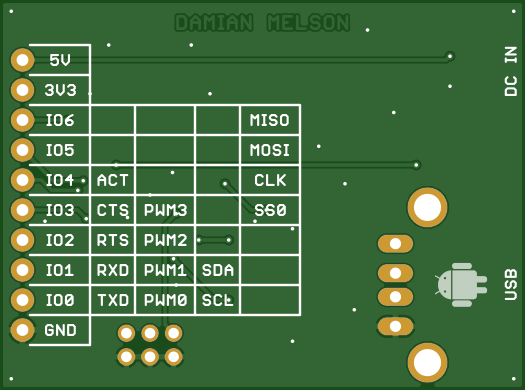 DAMIAN MELSON
5V
3V3
IO6 MISO
IO5 MOSI
IO4 ACT CLK
IO3 CTS PWM3 SS0
IO2 RTS PWM2
IO1 RXD PWM1 SDA
IO0 TXD PWM0 SCL
GND
DC IN
USB